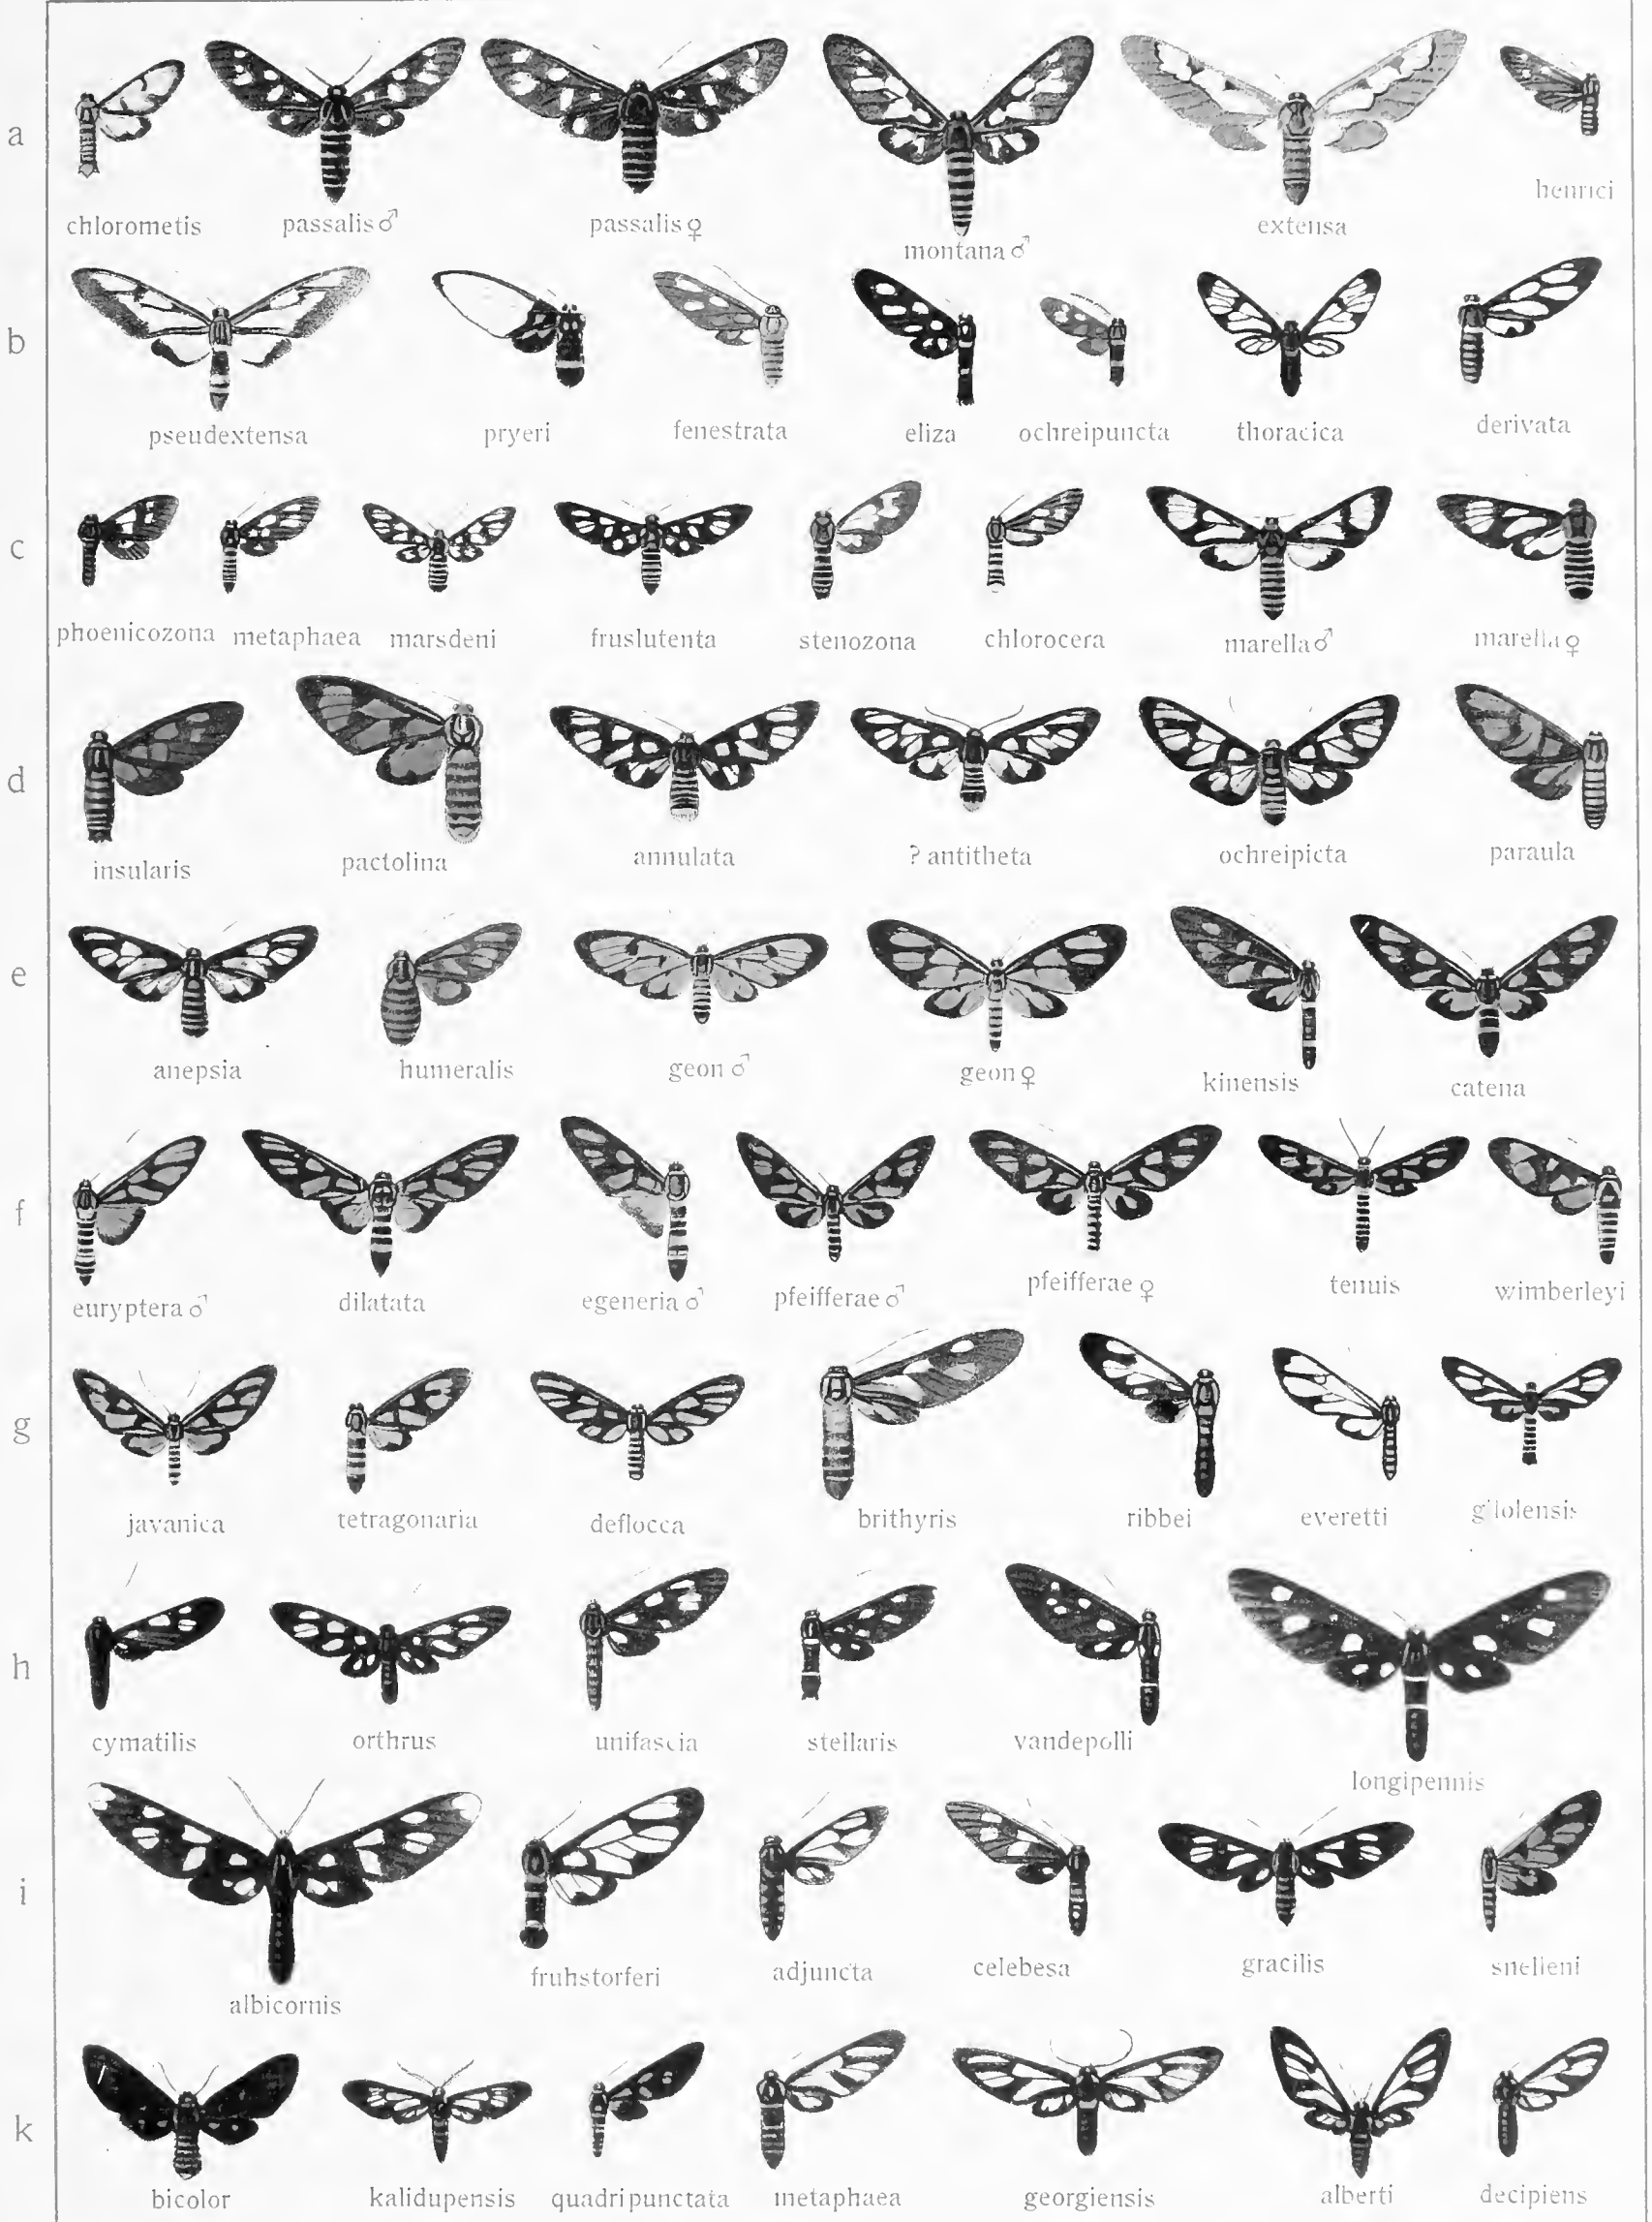 a
chlorometis passalis♂ passalis♀ montana♂ extensa henrici
b
pseudextensa pryeri fenestrata eliza ochreipuncta thoracica derivata
c
phoenicozona metaphaea marsdeni fruslutenta stenozona chlorocera marella♂ marella♀
d
insularis pactolina annulata ? antitheta ochreipicta paraula
e
anepsia humeralis geon♂ geon♀ kinensis catena
f
euryptera♂ dilatata egeneria♂ pfeifferae♂ pfeifferae♀ tenuis wimberleyi
g
javanica tetragonaria deflocca brithyris ribbei everetti gilolensis
h
cymatilis orthrus unifascia stellaris vandepolli longipennis
i
albicornis fruhstorferi adjuncta celebesa gracilis snelleni
k
bicolor kalidupensis quadripunctata metaphaea georgiensis alberti decipiens